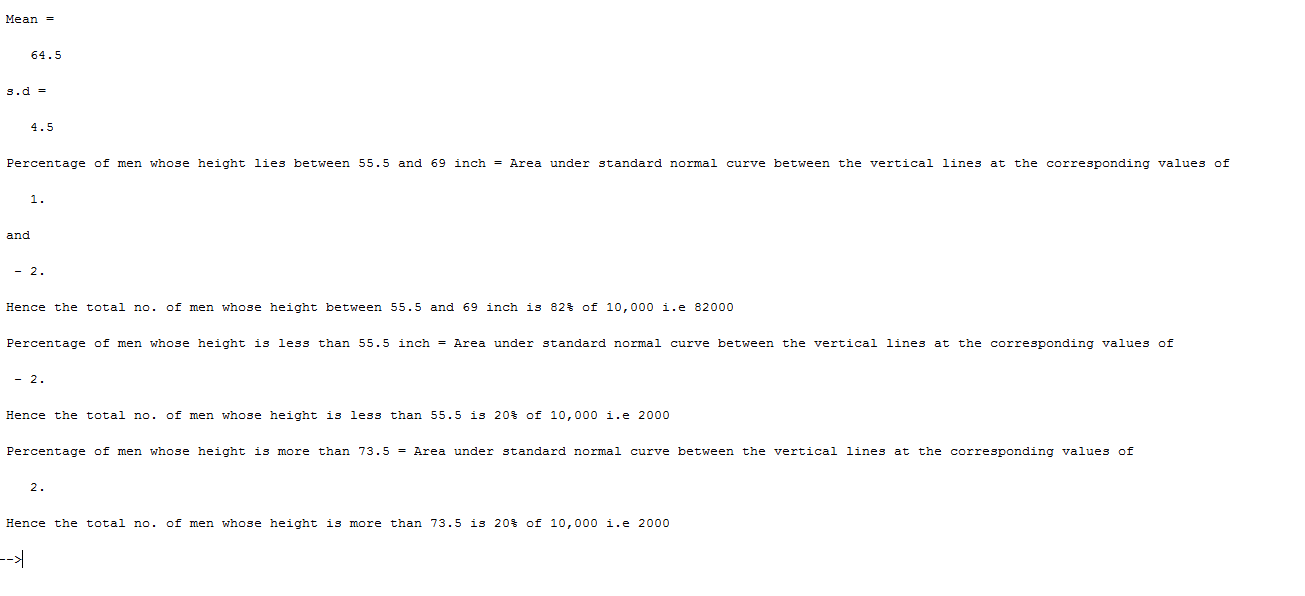 Mean =
64.5
s.d =
4.5
Percentage of men whose height lies between 55.5 and 69 inch = Area under standard normal curve between the vertical lines at the corresponding values of
1.
and
- 2.
Hence the total no. of men whose height between 55.5 and 69 inch is 82% of 10,000 i.e 82000
Percentage of men whose height is less than 55.5 inch = Area under standard normal curve between the vertical lines at the corresponding values of
- 2.
Hence the total no. of men whose height is less than 55.5 is 20% of 10,000 i.e 2000
Percentage of men whose height is more than 73.5 = Area under standard normal curve between the vertical lines at the corresponding values of
2.
Hence the total no. of men whose height is more than 73.5 is 20% of 10,000 i.e 2000
-->